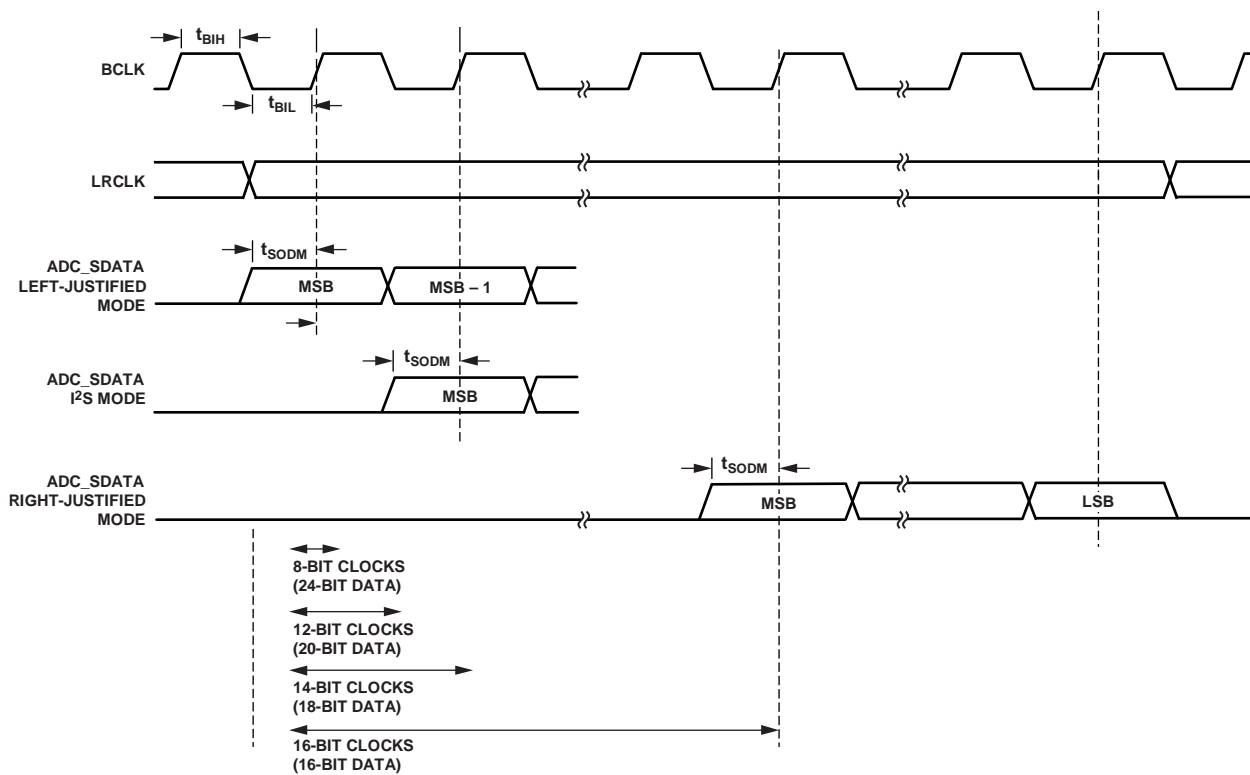 tBIH
BCLK
tBIL
LRCLK
tSODM
ADC_SDATA
LEFT-JUSTIFIED
MODE
MSB
MSB – 1
tSODM
ADC_SDATA
I²S MODE
MSB
tSODM
ADC_SDATA
RIGHT-JUSTIFIED
MODE
MSB
LSB
8-BIT CLOCKS
(24-BIT DATA)
12-BIT CLOCKS
(20-BIT DATA)
14-BIT CLOCKS
(18-BIT DATA)
16-BIT CLOCKS
(16-BIT DATA)